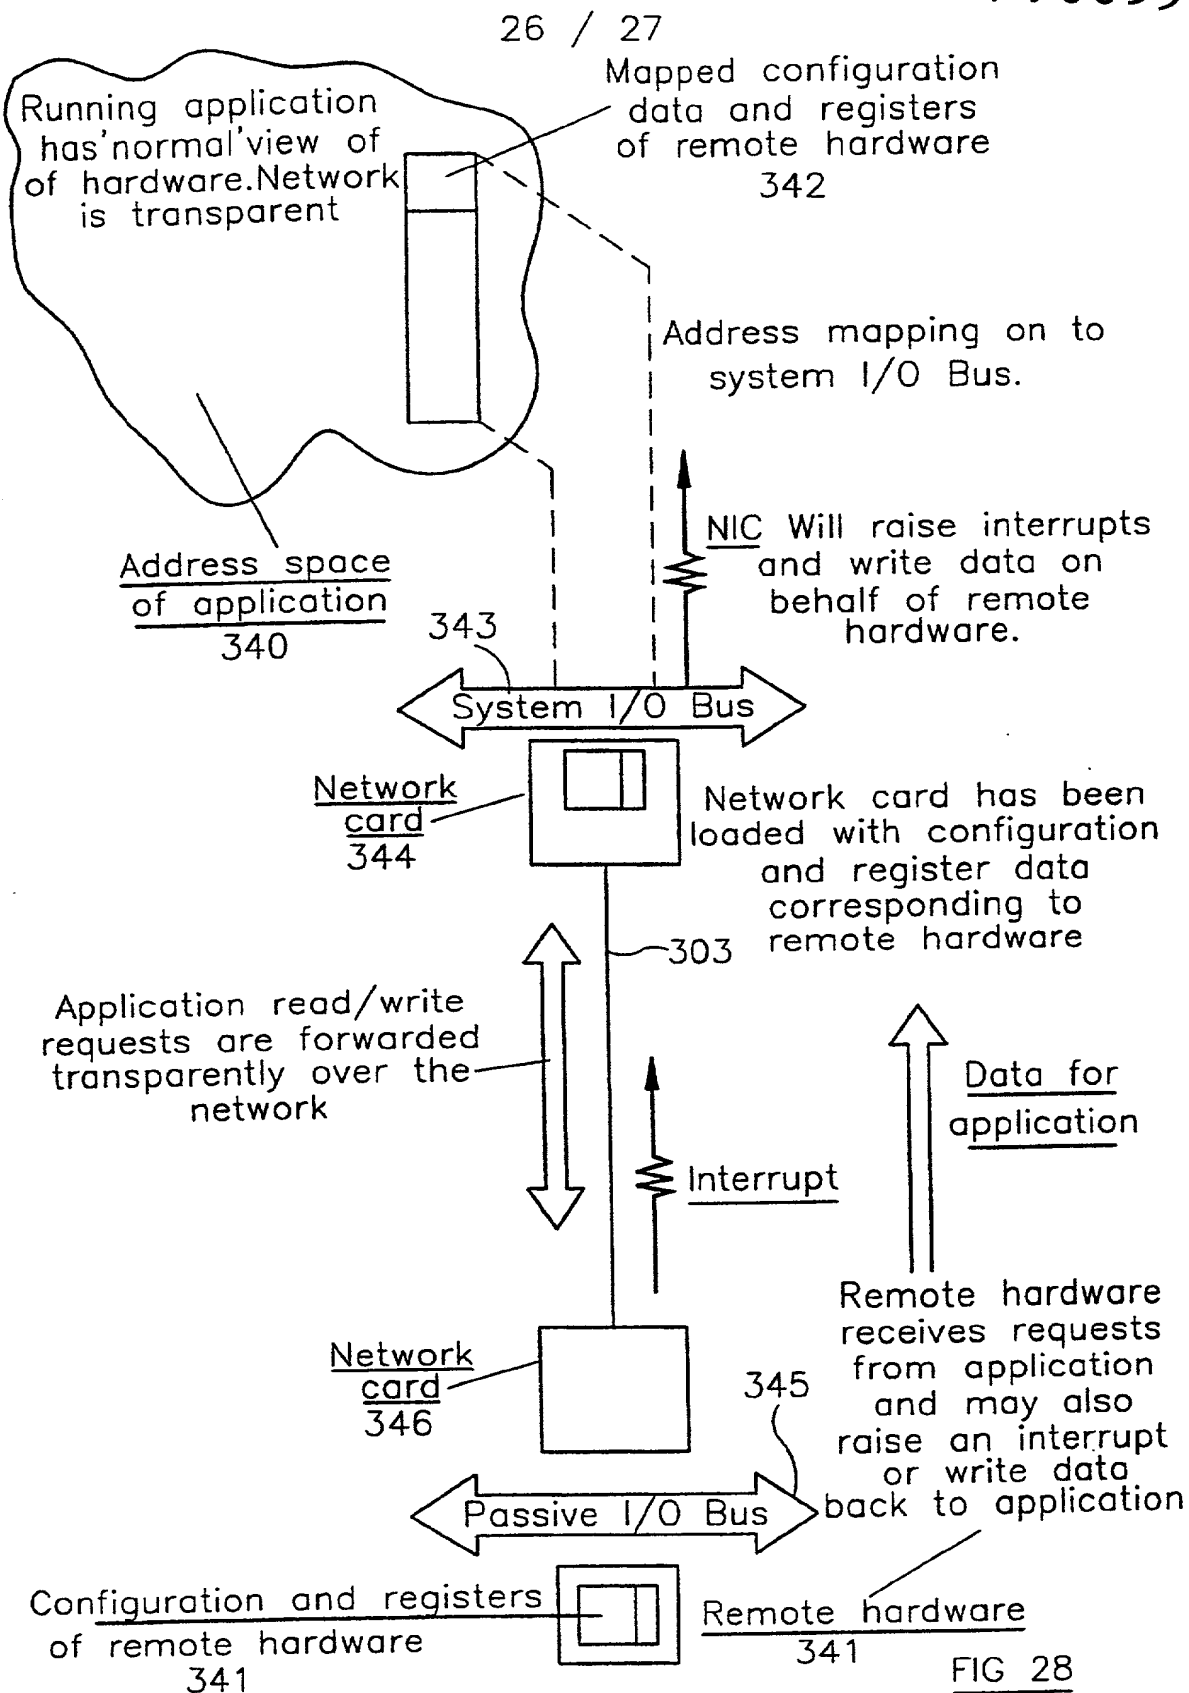 26 / 27
Running application
has'normal'view of
of hardware.Network
is transparent
Mapped configuration
data and registers
of remote hardware
342
Address mapping on to
system I/O Bus.
NIC Will raise interrupts
and write data on
behalf of remote
hardware.
Address space
of application
340
343
System I/O Bus
Network
card
344
Network card has been
loaded with configuration
and register data
corresponding to
remote hardware
303
Application read/write
requests are forwarded
transparently over the
network
Data for
application
Interrupt
Network
card
346
345
Remote hardware
receives requests
from application
and may also
raise an interrupt
or write data
back to application
Passive I/O Bus
Configuration and registers
of remote hardware
341
Remote hardware
341
FIG 28